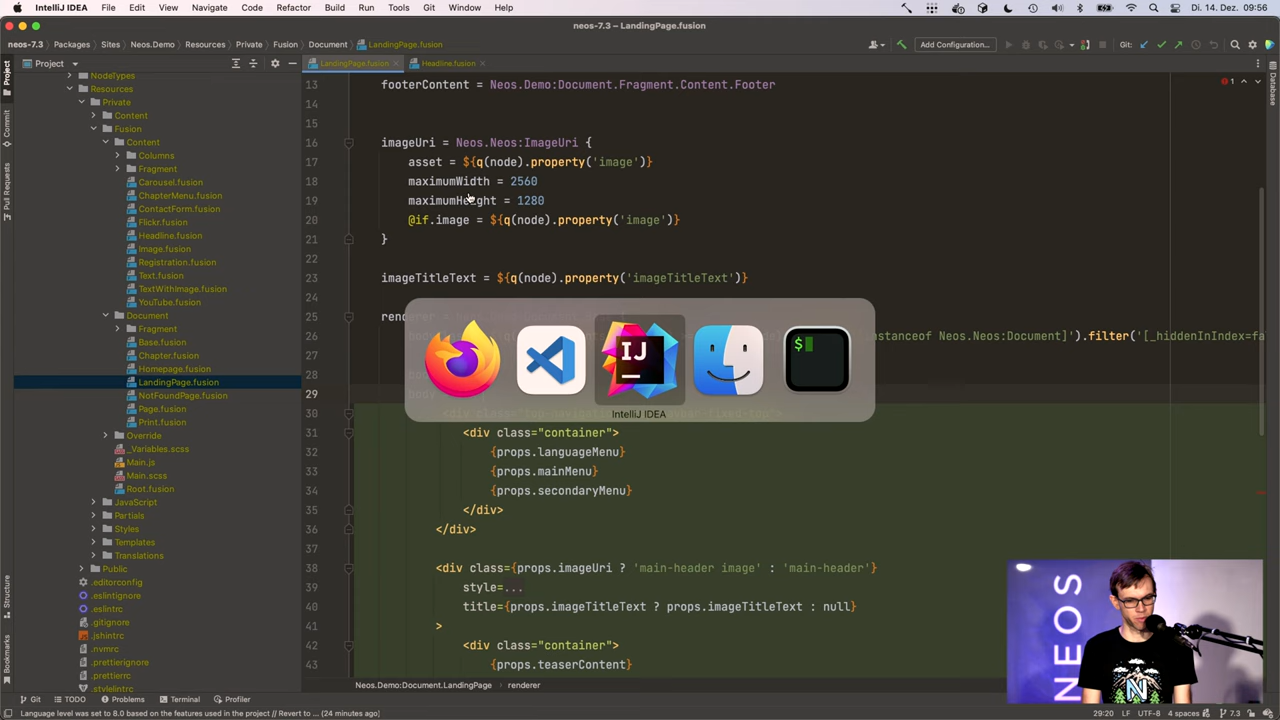 IntelliJ IDEA File Edit View Navigate Code Refactor Build Run Tools Git Window Help Di. 14. Dez. 09:56
neos-7.3 – LandingPage.fusion
neos-7.3 Packages Sites Neos.Demo Resources Private Fusion Document LandingPage.fusion Add Configuration... Git:
Project LandingPage.fusion Headline.fusion
NodeTypes
Resources
Private
Content
Fusion
Content
Columns
Fragment
Carousel.fusion
ChapterMenu.fusion
ContactForm.fusion
Flickr.fusion
Headline.fusion
Image.fusion
Registration.fusion
Text.fusion
TextWithImage.fusion
YouTube.fusion
Document
Fragment
Base.fusion
Chapter.fusion
Homepage.fusion
LandingPage.fusion
NotFoundPage.fusion
Page.fusion
Print.fusion
Override
_Variables.scss
Main.js
Main.scss
Root.fusion
JavaScript
Partials
Styles
Templates
Translations
Public
.editorconfig
.eslintignore
.eslintrc
.gitignore
.jshintrc
.nvmrc
.prettierignore
.prettierrc
.stylelintrc
Project
Commit
Pull Requests
Structure
Bookmarks
Database
1
13 footerContent = Neos.Demo:Document.Fragment.Content.Footer
14
15
16 imageUri = Neos.Neos:ImageUri {
17 asset = ${q(node).property('image')}
18 maximumWidth = 2560
19 maximumHeight = 1280
20 @if.image = ${q(node).property('image')}
21 }
22
23 imageTitleText = ${q(node).property('imageTitleText')}
24
25
26 nstanceof Neos.Neos:Document]').filter('[_hiddenInIndex=fa
27
28
29 body
30
31 <div class="container">
32 {props.languageMenu}
33 {props.mainMenu}
34 {props.secondaryMenu}
35 </div>
36 </div>
37
38 <div class={props.imageUri ? 'main-header image' : 'main-header'}
39 style=...
40 title={props.imageTitleText ? props.imageTitleText : null}
41 >
42 <div class="container">
43 {props.teaserContent}
IJ
$
IntelliJ IDEA
NEOS
Neos.Demo:Document.LandingPage renderer
Git TODO Problems Terminal Profiler
Language level was set to 8.0 based on the features used in the project // Revert to ... (24 minutes ago) 29:20 LF UTF-8 4 spaces 7.3